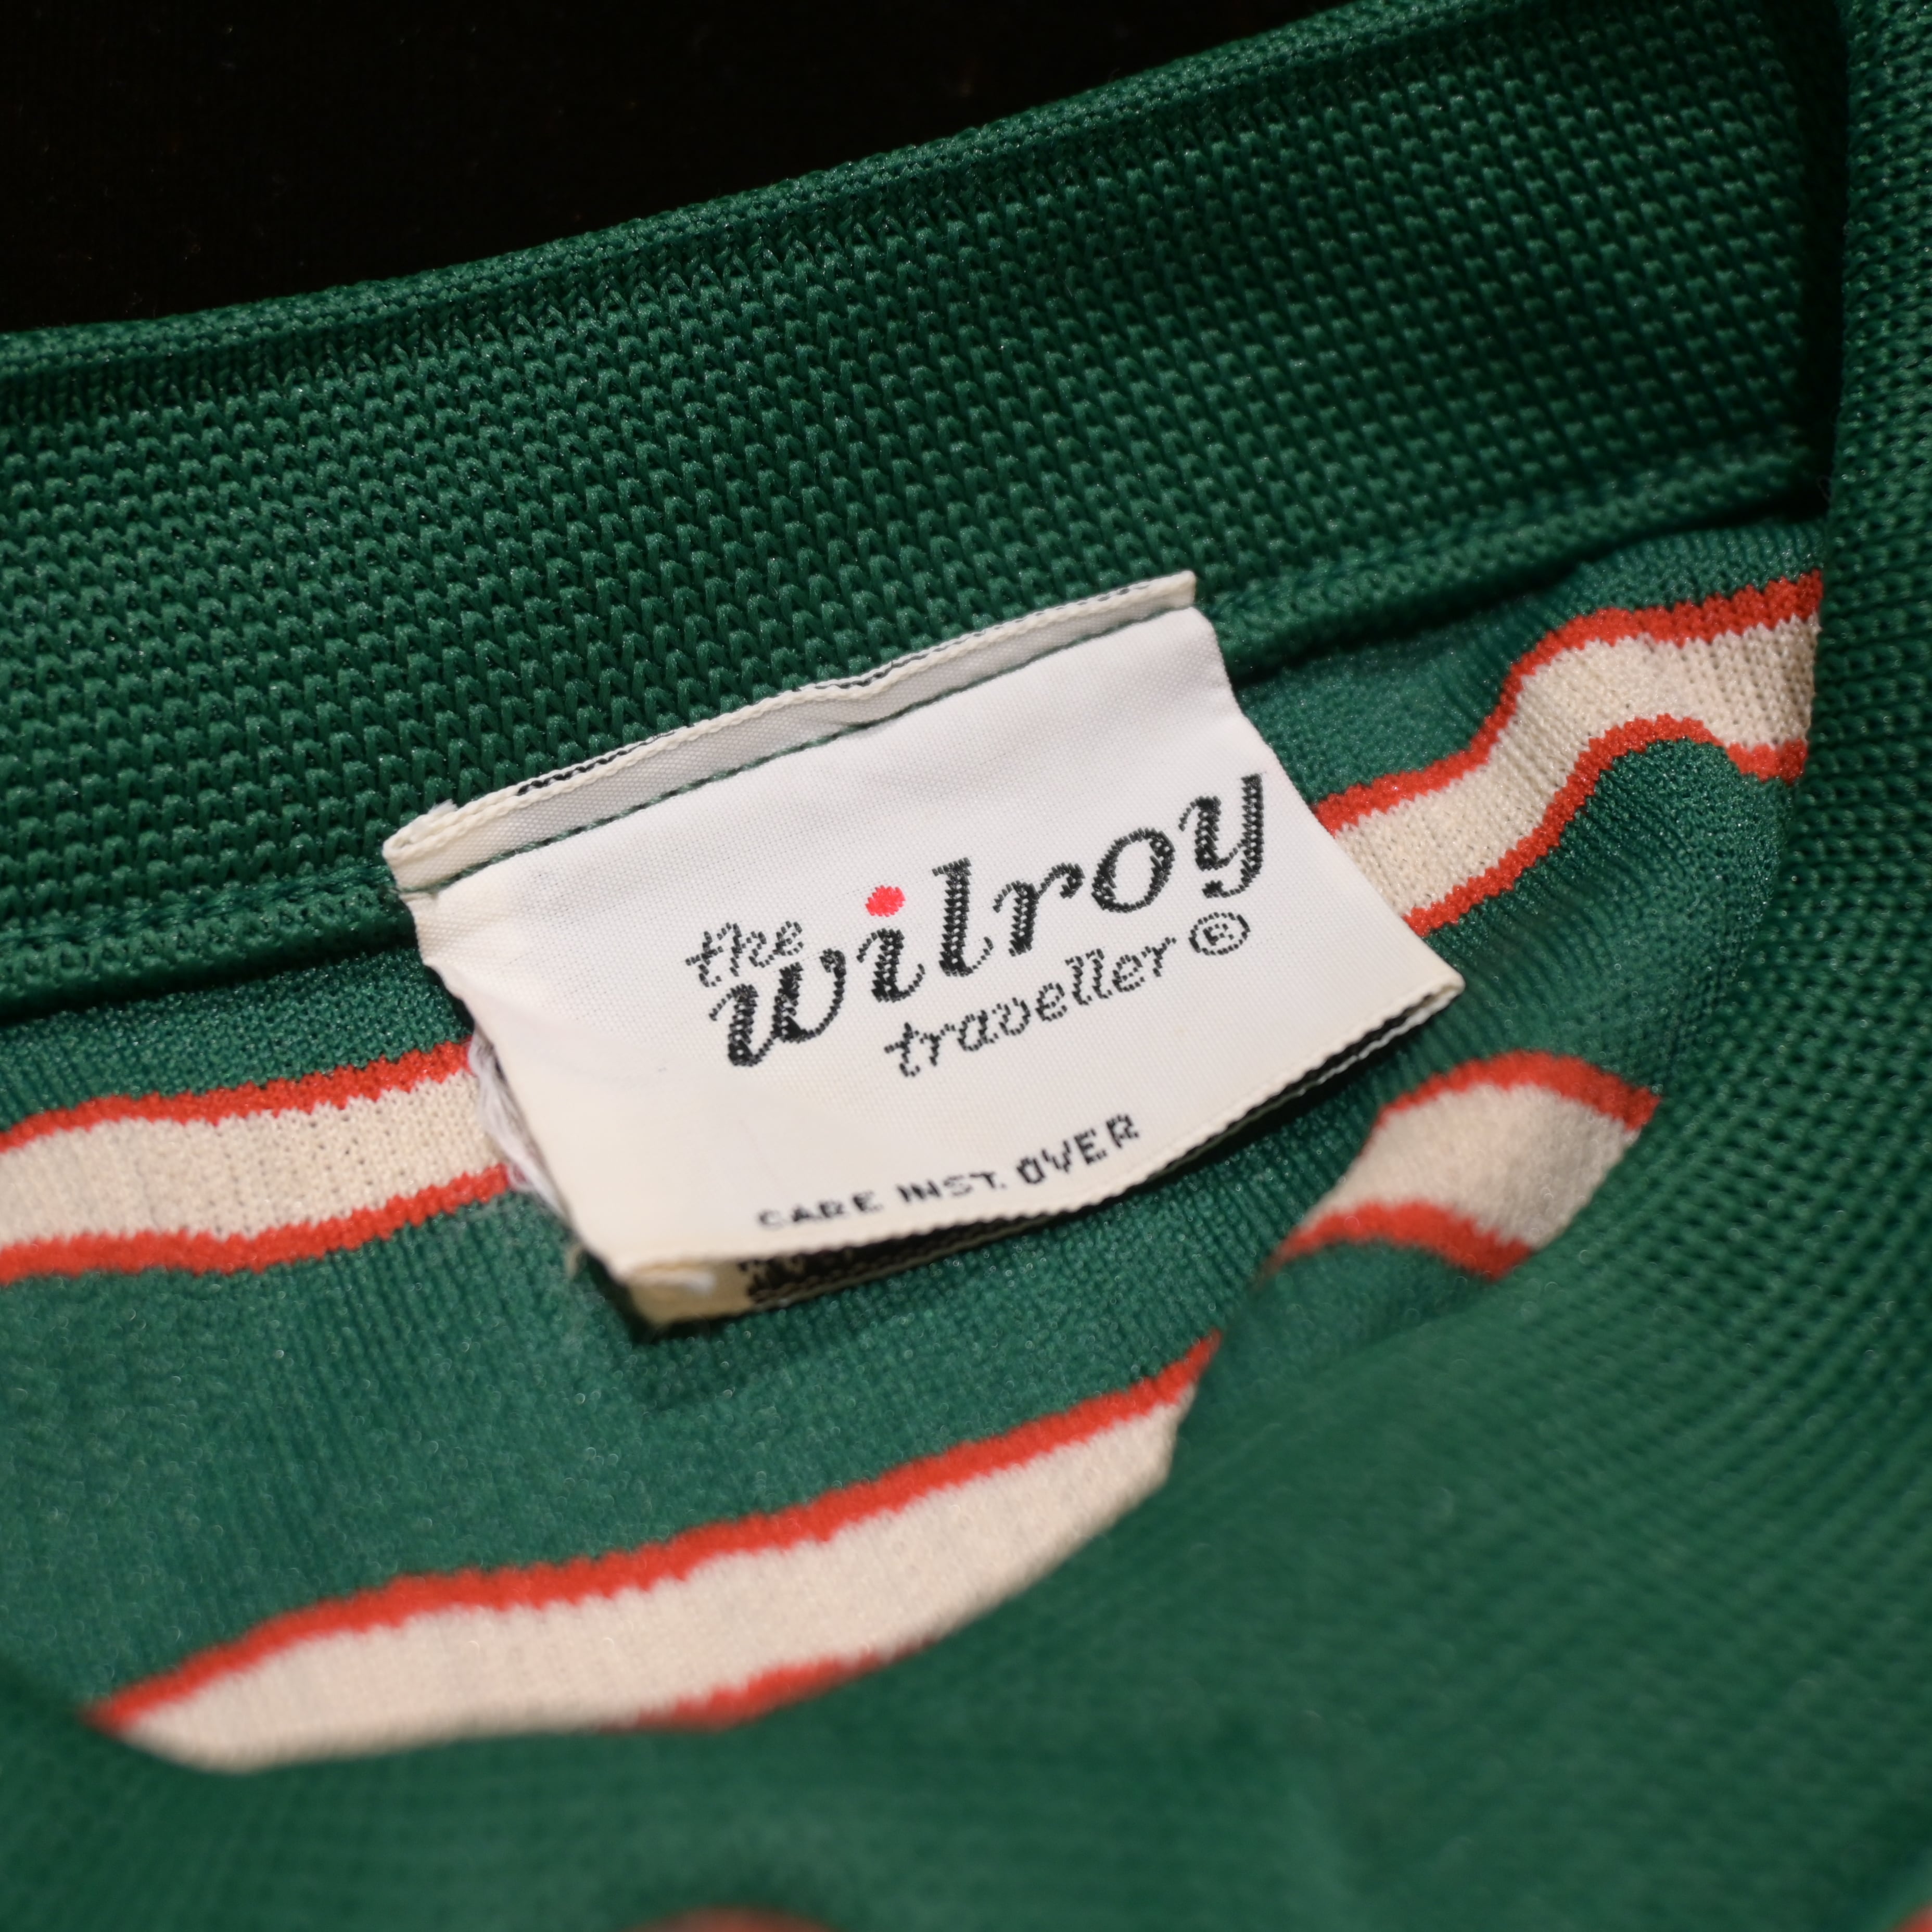 the
wilroy
traveller®
CARE INST. OVER